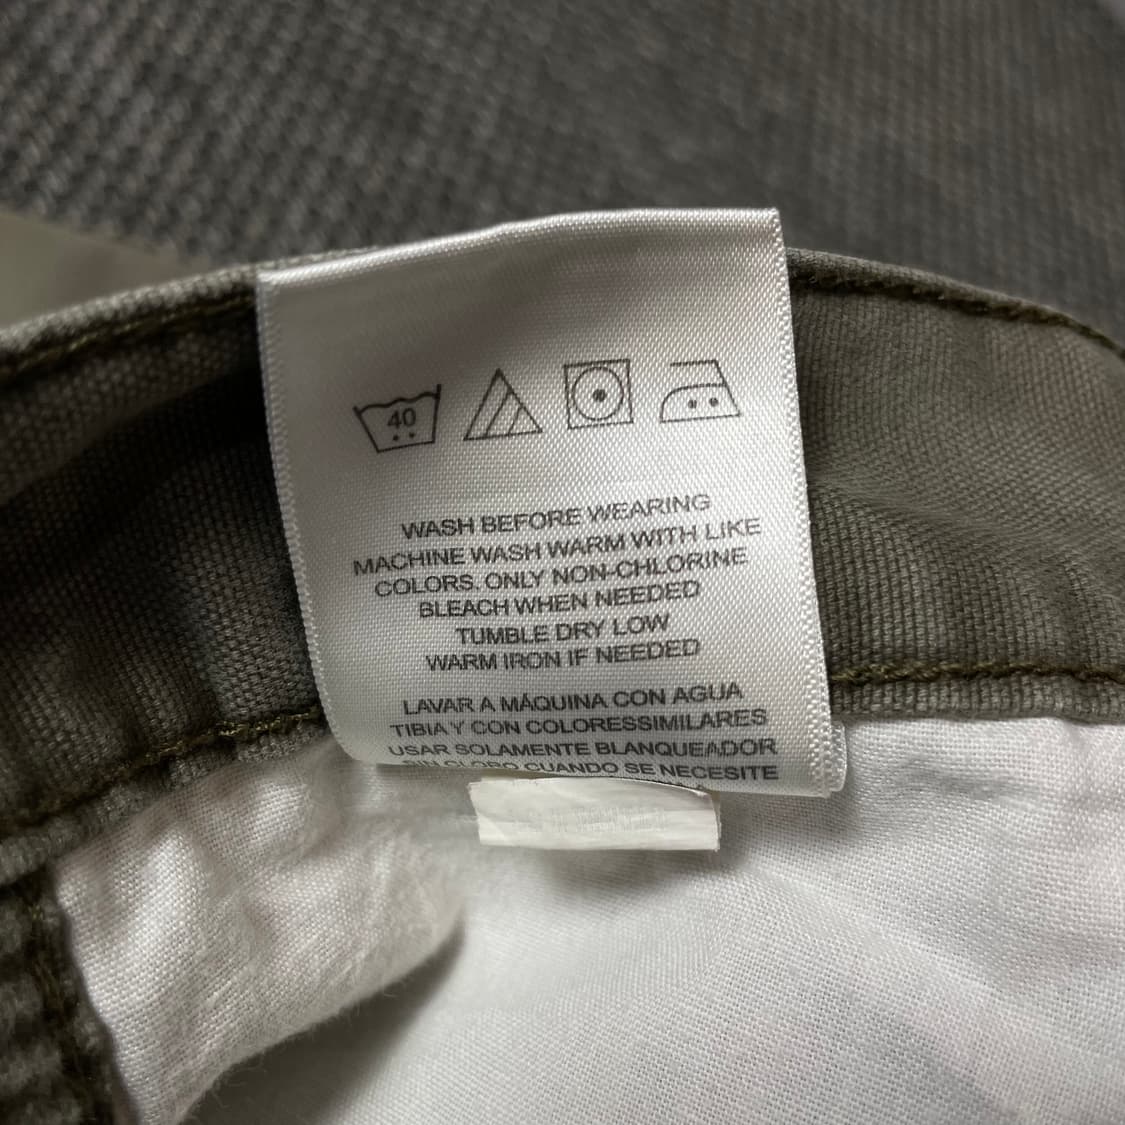 40
WASH BEFORE WEARING
MACHINE WASH WARM WITH LIKE
COLORS. ONLY NON-CHLORINE
BLEACH WHEN NEEDED
TUMBLE DRY LOW
WARM IRON IF NEEDED
LAVAR A MÁQUINA CON AGUA
TIBIA Y CON COLORESSIMILARES
USAR SOLAMENTE BLANQUEADOR
SIN CLORO CUANDO SE NECESITE